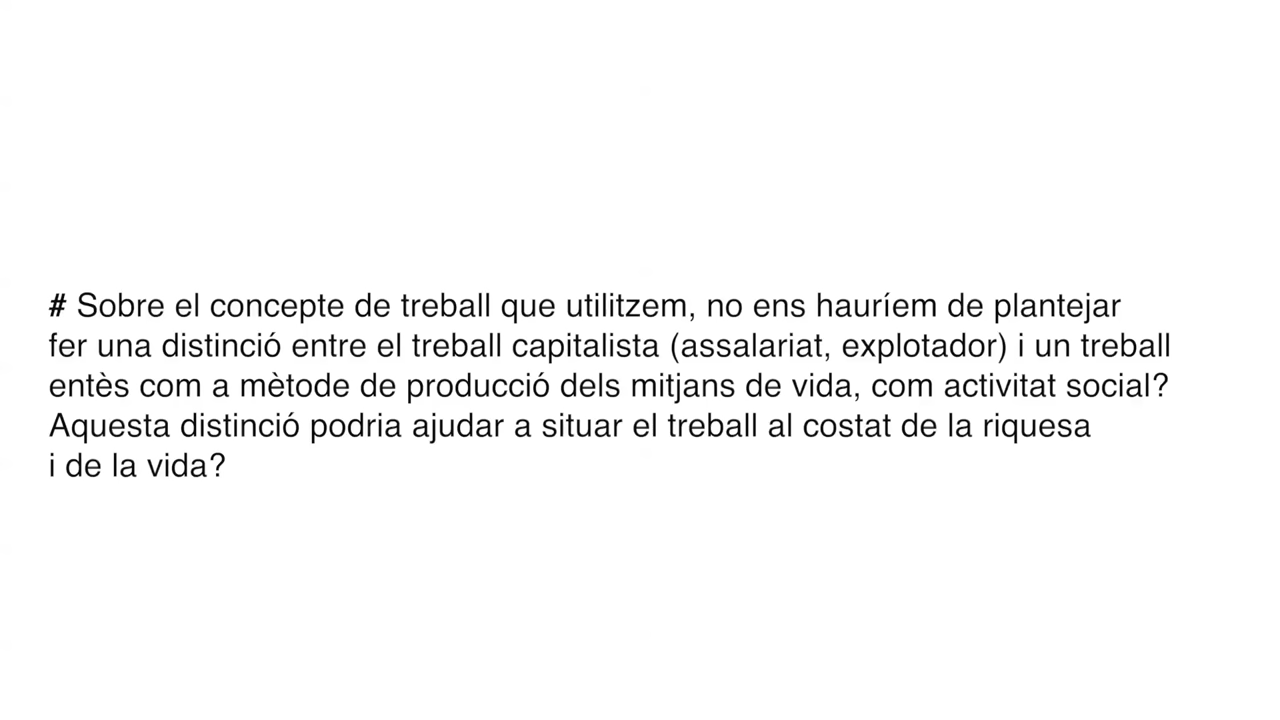 # Sobre el concepte de treball que utilitzem, no ens hauríem de plantejar
fer una distinció entre el treball capitalista (assalariat, explotador) i un treball
entès com a mètode de producció dels mitjans de vida, com activitat social?
Aquesta distinció podria ajudar a situar el treball al costat de la riquesa
i de la vida?